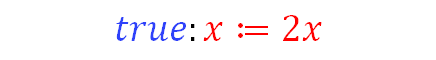 true: x := 2x